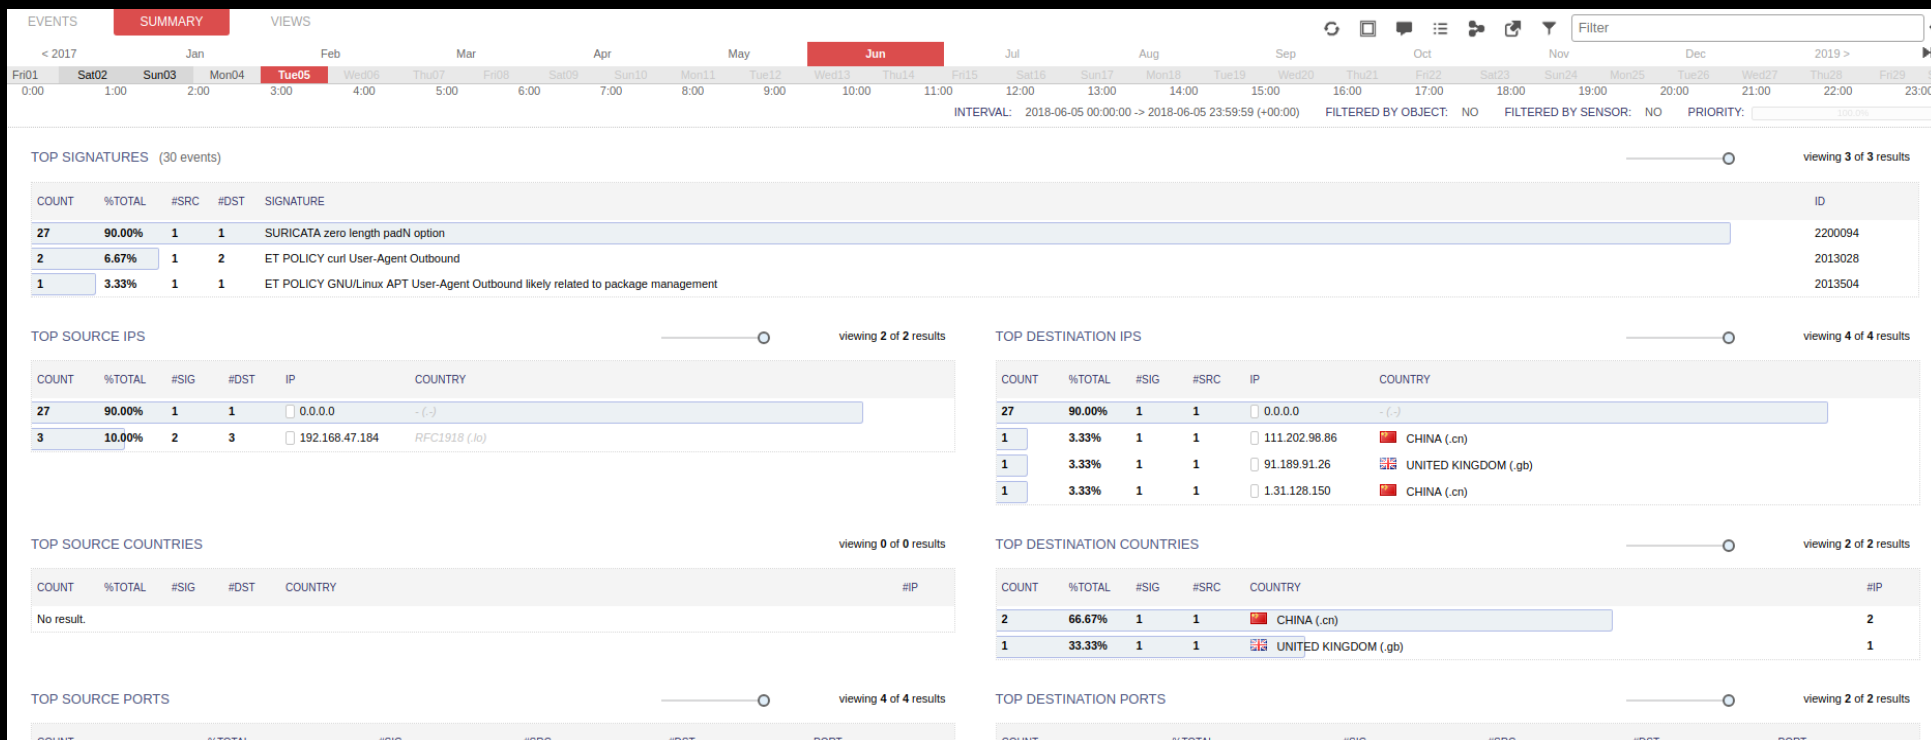 EVENTS SUMMARY VIEWS Filter
< 2017 Jan Feb Mar Apr May Jun Jul Aug Sep Oct Nov Dec 2019 >
Fri01 Sat02 Sun03 Mon04 Tue05 Wed06 Thu07 Fri08 Sat09 Sun10 Mon11 Tue12 Wed13 Thu14 Fri15 Sat16 Sun17 Mon18 Tue19 Wed20 Thu21 Fri22 Sat23 Sun24 Mon25 Tue26 Wed27 Thu28 Fri29
0:00 1:00 2:00 3:00 4:00 5:00 6:00 7:00 8:00 9:00 10:00 11:00 12:00 13:00 14:00 15:00 16:00 17:00 18:00 19:00 20:00 21:00 22:00 23:00
INTERVAL: 2018-06-05 00:00:00 -> 2018-06-05 23:59:59 (+00:00) FILTERED BY OBJECT: NO FILTERED BY SENSOR: NO PRIORITY: 100.0%
TOP SIGNATURES (30 events) viewing 3 of 3 results
COUNT %TOTAL #SRC #DST SIGNATURE ID
27 90.00% 1 1 SURICATA zero length padN option 2200094
2 6.67% 1 2 ET POLICY curl User-Agent Outbound 2013028
1 3.33% 1 1 ET POLICY GNU/Linux APT User-Agent Outbound likely related to package management 2013504
TOP SOURCE IPS viewing 2 of 2 results
COUNT %TOTAL #SIG #DST IP COUNTRY
27 90.00% 1 1 0.0.0.0 - (.-)
3 10.00% 2 3 192.168.47.184 RFC1918 (.lo)
TOP DESTINATION IPS viewing 4 of 4 results
COUNT %TOTAL #SIG #SRC IP COUNTRY
27 90.00% 1 1 0.0.0.0 - (.-)
1 3.33% 1 1 111.202.98.86 CHINA (.cn)
1 3.33% 1 1 91.189.91.26 UNITED KINGDOM (.gb)
1 3.33% 1 1 1.31.128.150 CHINA (.cn)
TOP SOURCE COUNTRIES viewing 0 of 0 results
COUNT %TOTAL #SIG #DST COUNTRY #IP
No result.
TOP DESTINATION COUNTRIES viewing 2 of 2 results
COUNT %TOTAL #SIG #SRC COUNTRY #IP
2 66.67% 1 1 CHINA (.cn) 2
1 33.33% 1 1 UNITED KINGDOM (.gb) 1
TOP SOURCE PORTS viewing 4 of 4 results
COUNT %TOTAL #SIG #SRC #DST PORT
TOP DESTINATION PORTS viewing 2 of 2 results
COUNT %TOTAL #SIG #SRC #DST PORT